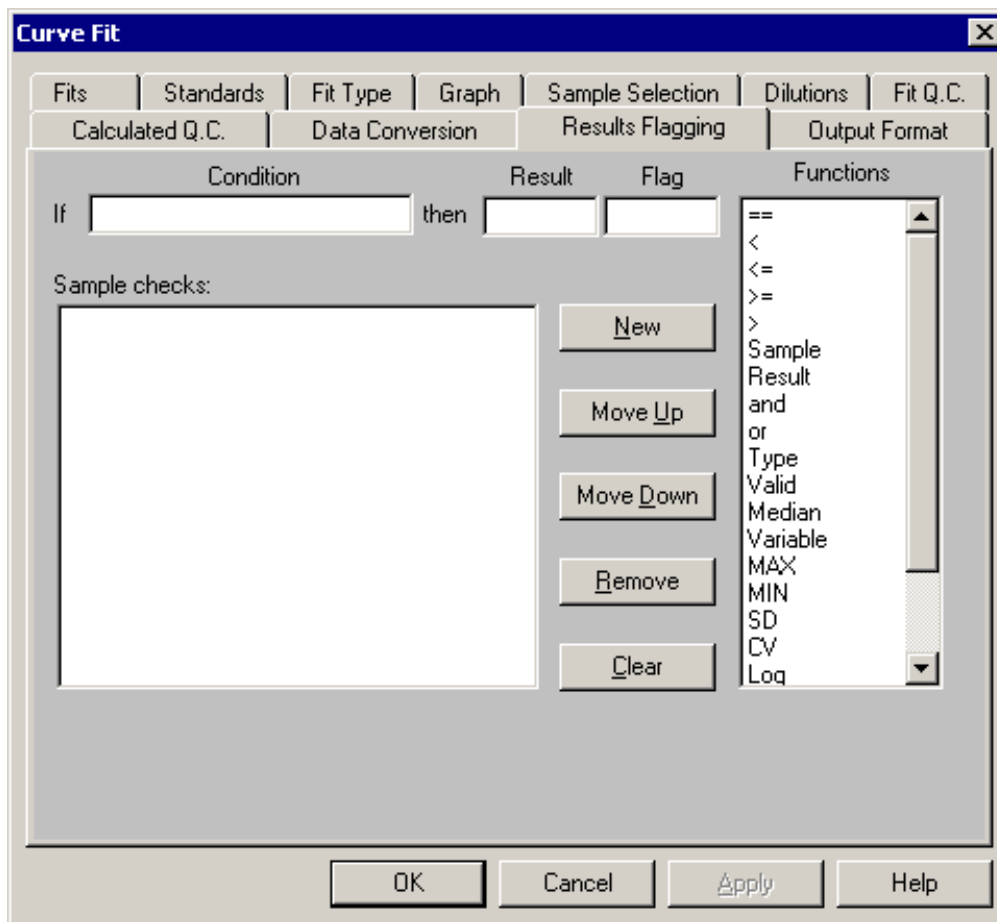 Curve Fit
Fits Standards Fit Type Graph Sample Selection Dilutions Fit Q.C.
Calculated Q.C. Data Conversion Results Flagging Output Format
Condition Result Flag Functions
If then
==
<
<=
>=
>
Sample
Result
and
or
Type
Valid
Median
Variable
MAX
MIN
SD
CV
Log
Sample checks:
New
Move Up
Move Down
Remove
Clear
OK Cancel Apply Help